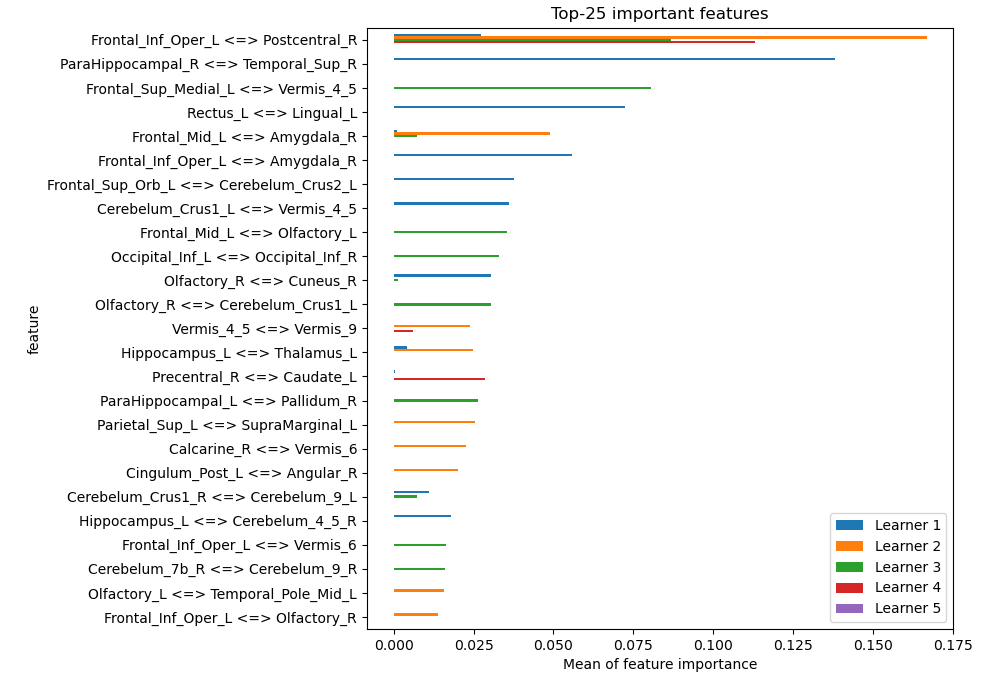 Top-25 important features
Frontal_Inf_Oper_L <=> Postcentral_R
ParaHippocampal_R <=> Temporal_Sup_R
Frontal_Sup_Medial_L <=> Vermis_4_5
Rectus_L <=> Lingual_L
Frontal_Mid_L <=> Amygdala_R
Frontal_Inf_Oper_L <=> Amygdala_R
Frontal_Sup_Orb_L <=> Cerebelum_Crus2_L
Cerebelum_Crus1_L <=> Vermis_4_5
Frontal_Mid_L <=> Olfactory_L
Occipital_Inf_L <=> Occipital_Inf_R
Olfactory_R <=> Cuneus_R
Olfactory_R <=> Cerebelum_Crus1_L
Vermis_4_5 <=> Vermis_9
Hippocampus_L <=> Thalamus_L
Precentral_R <=> Caudate_L
ParaHippocampal_L <=> Pallidum_R
Parietal_Sup_L <=> SupraMarginal_L
Calcarine_R <=> Vermis_6
Cingulum_Post_L <=> Angular_R
Cerebelum_Crus1_R <=> Cerebelum_9_L
Hippocampus_L <=> Cerebelum_4_5_R
Frontal_Inf_Oper_L <=> Vermis_6
Cerebelum_7b_R <=> Cerebelum_9_R
Olfactory_L <=> Temporal_Pole_Mid_L
Frontal_Inf_Oper_L <=> Olfactory_R
feature
Learner 1
Learner 2
Learner 3
Learner 4
Learner 5
0.000 0.025 0.050 0.075 0.100 0.125 0.150 0.175
Mean of feature importance